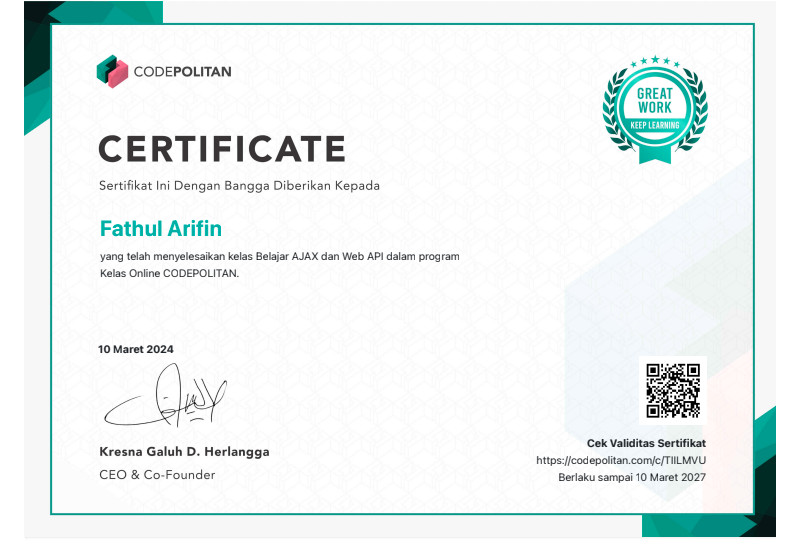 CODEPOLITAN
GREAT
WORK
KEEP LEARNING
CERTIFICATE
Sertifikat Ini Dengan Bangga Diberikan Kepada
Fathul Arifin
yang telah menyelesaikan kelas Belajar AJAX dan Web API dalam program
Kelas Online CODEPOLITAN.
10 Maret 2024
Kresna Galuh D. Herlangga
CEO & Co-Founder
Cek Validitas Sertifikat
https://codepolitan.com/c/TIILMVU
Berlaku sampai 10 Maret 2027